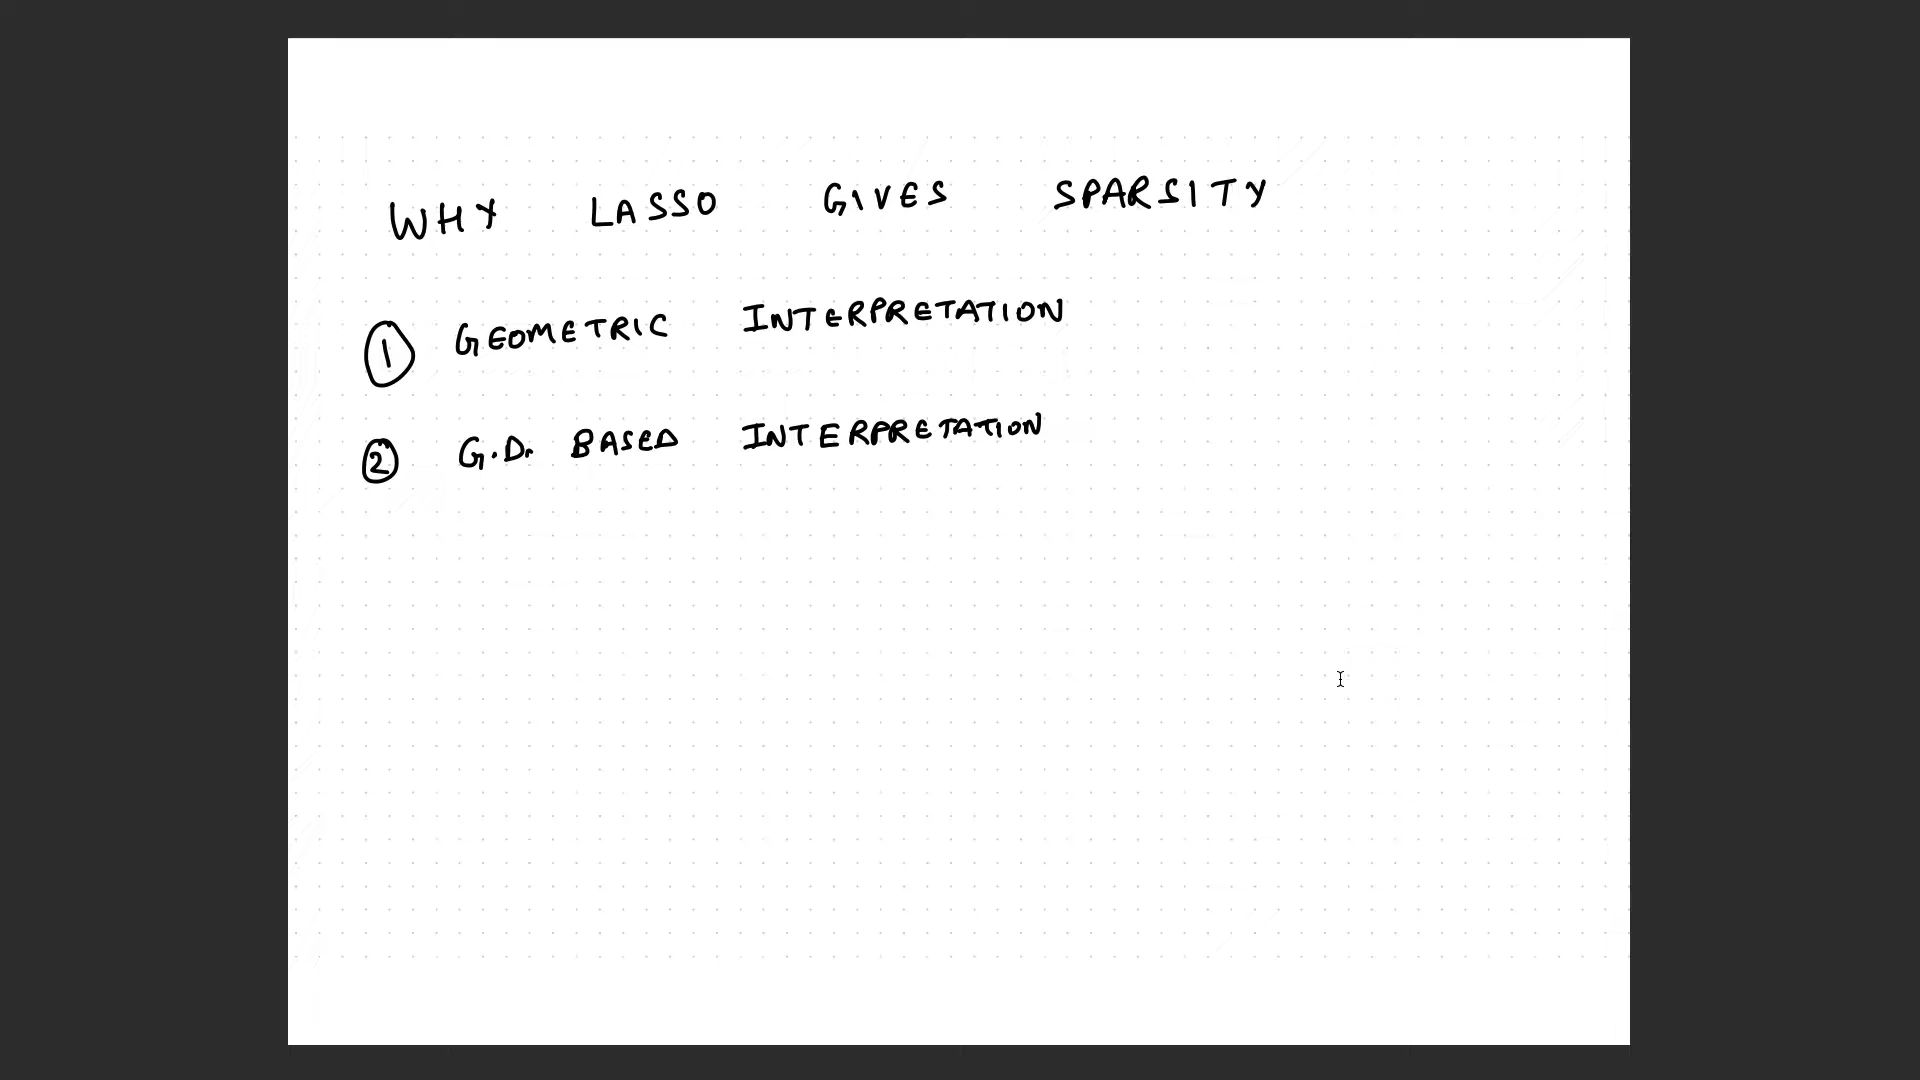 WHY LASSO GIVES SPARSITY
① GEOMETRIC INTERPRETATION
② G.D. BASED INTERPRETATION